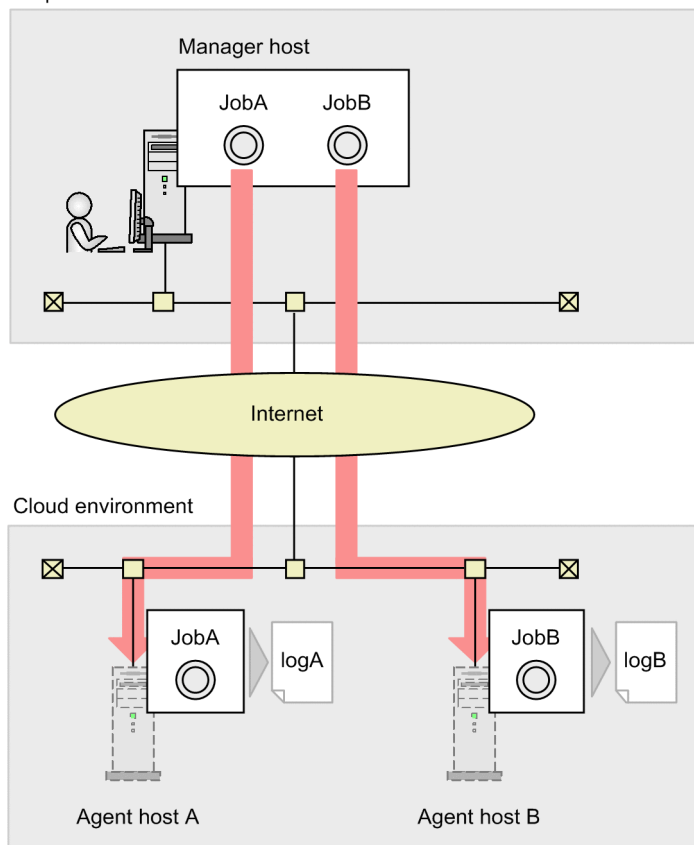 Manager host
JobA
JobB
Internet
Cloud environment
JobA
logA
JobB
logB
Agent host A
Agent host B